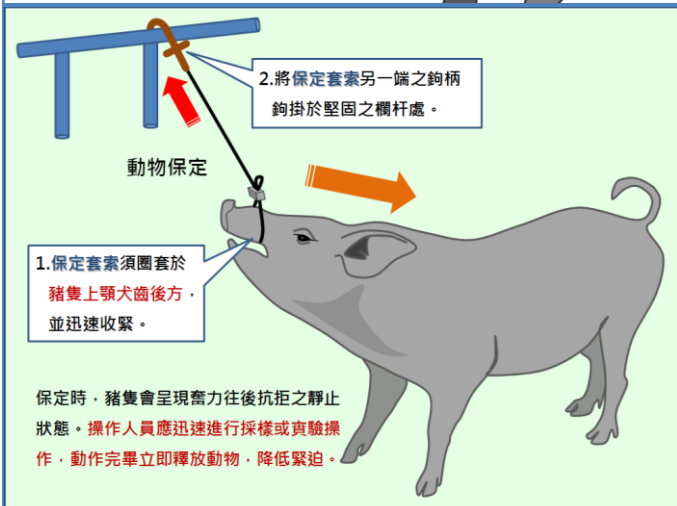 2.將保定套索另一端之鉤柄
鉤掛於堅固之欄杆處。
動物保定
1.保定套索須圈套於
豬隻上顎犬齒後方，
並迅速收緊。
保定時，豬隻會呈現奮力往後抗拒之靜止
狀態。操作人員應迅速進行採樣或實驗操
作，動作完畢立即釋放動物，降低緊迫。